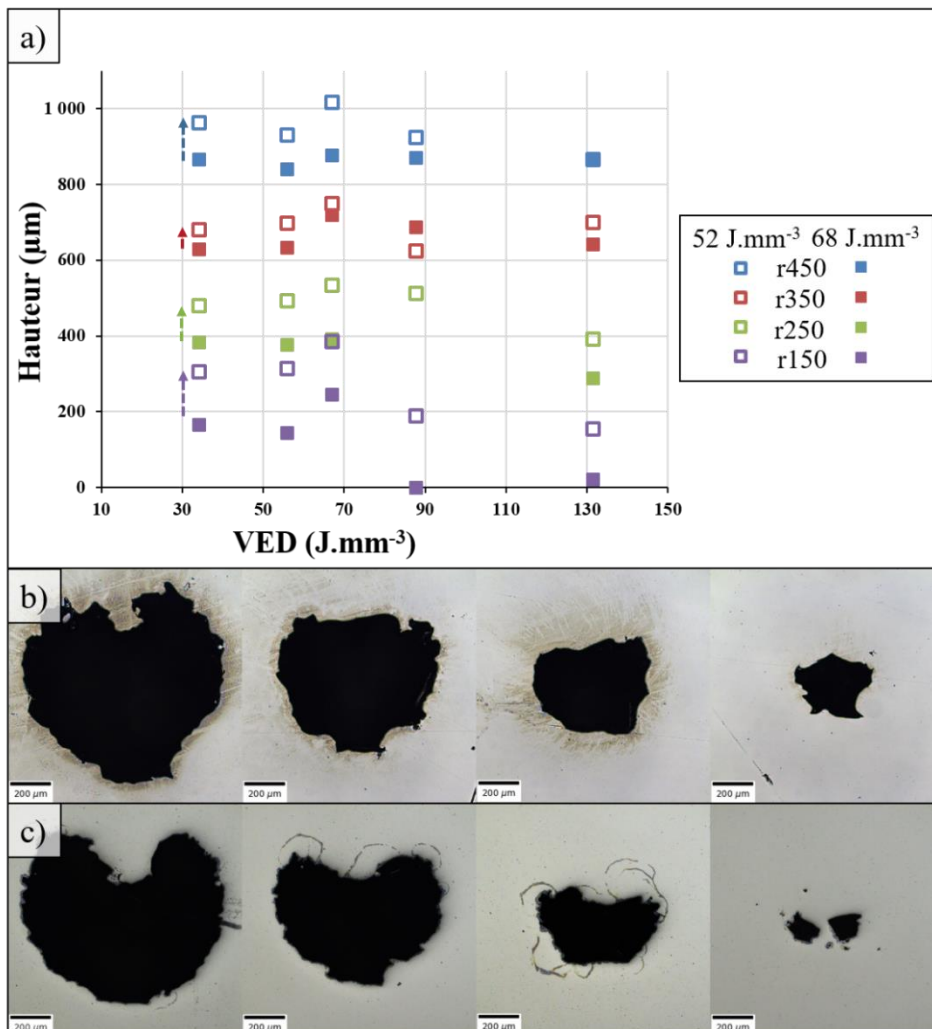 a)
Hauteur (µm)
1 000
800
600
400
200
0
10 30 50 70 90 110 130 150
VED (J.mm-3)
52 J.mm-3 68 J.mm-3
r450
r350
r250
r150
b)
200 µm 200 µm 200 µm 200 µm
c)
200 µm 200 µm 200 µm 200 µm